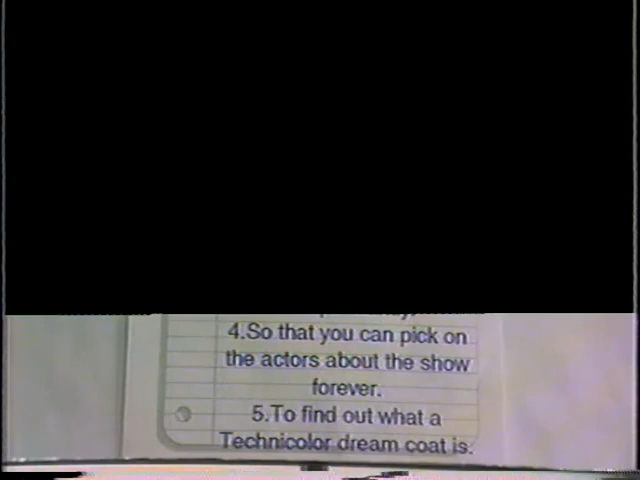 4.So that you can pick on
the actors about the show
forever.
5.To find out what a
Technicolor dream coat is.